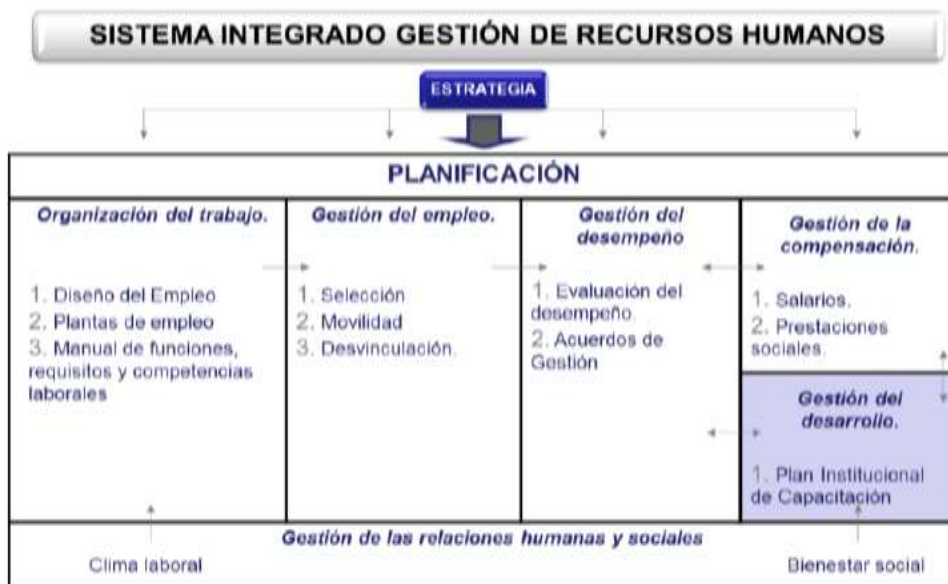 SISTEMA INTEGRADO GESTIÓN DE RECURSOS HUMANOS
ESTRATEGIA
PLANIFICACIÓN
Organización del trabajo.
1. Diseño del Empleo
2. Plantas de empleo
3. Manual de funciones,
requisitos y competencias
laborales
Gestión del empleo.
1. Selección
2. Movilidad
3. Desvinculación.
Gestión del
desempeño
1. Evaluación del
desempeño.
2. Acuerdos de
Gestión
Gestión de la
compensación.
1. Salarios.
2. Prestaciones
sociales.
Gestión del
desarrollo.
1. Plan Institucional
de Capacitación
Gestión de las relaciones humanas y sociales
Clima laboral
Bienestar social